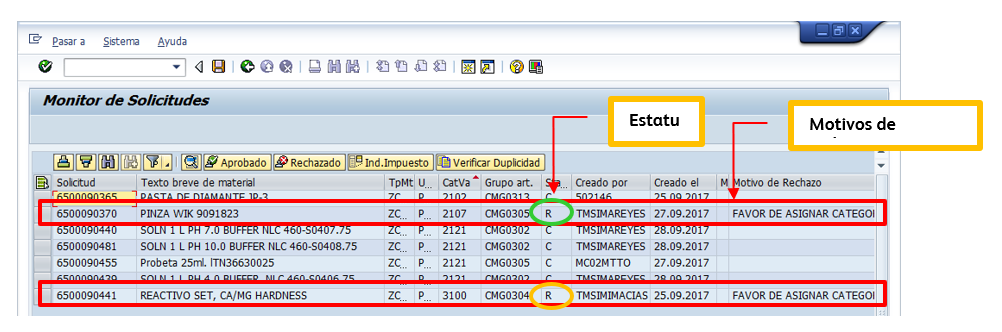 Pasar a Sistema Ayuda
Monitor de Solicitudes
Estatu
Motivos de
Aprobado Rechazado Ind.Impuesto Verificar Duplicidad
Solicitud Texto breve de material TpMt U... CatVa Grupo art. Sta... Creado por Creado el M Motivo de Rechazo
6500090365 PASTA DE DIAMANTE JP-3 ZC... P... 2102 CMG0313 C 502146 25.09.2017
6500090370 PINZA WIK 9091823 ZC... P... 2107 CMG0305 R TMSIMAREYES 27.09.2017 FAVOR DE ASIGNAR CATEGOI
6500090440 SOLN 1 L PH 7.0 BUFFER NLC 460-S0407.75 ZC... P... 2121 CMG0302 C TMSIMAREYES 28.09.2017
6500090481 SOLN 1 L PH 10.0 BUFFER NLC 460-S0408.75 ZC... P... 2121 CMG0302 C TMSIMAREYES 28.09.2017
6500090455 Probeta 25ml. ITN36630025 ZC... P... 2121 CMG0305 C MC02MTTO 27.09.2017
6500090439 SOLN 1 L PH 4.0 BUFFER NLC 460-S0406.75 ZC... P... 2121 CMG0302 C TMSIMAREYES 28.09.2017
6500090441 REACTIVO SET, CA/MG HARDNESS ZC... P... 3100 CMG0304 R TMSIMIMACIAS 25.09.2017 FAVOR DE ASIGNAR CATEGOI